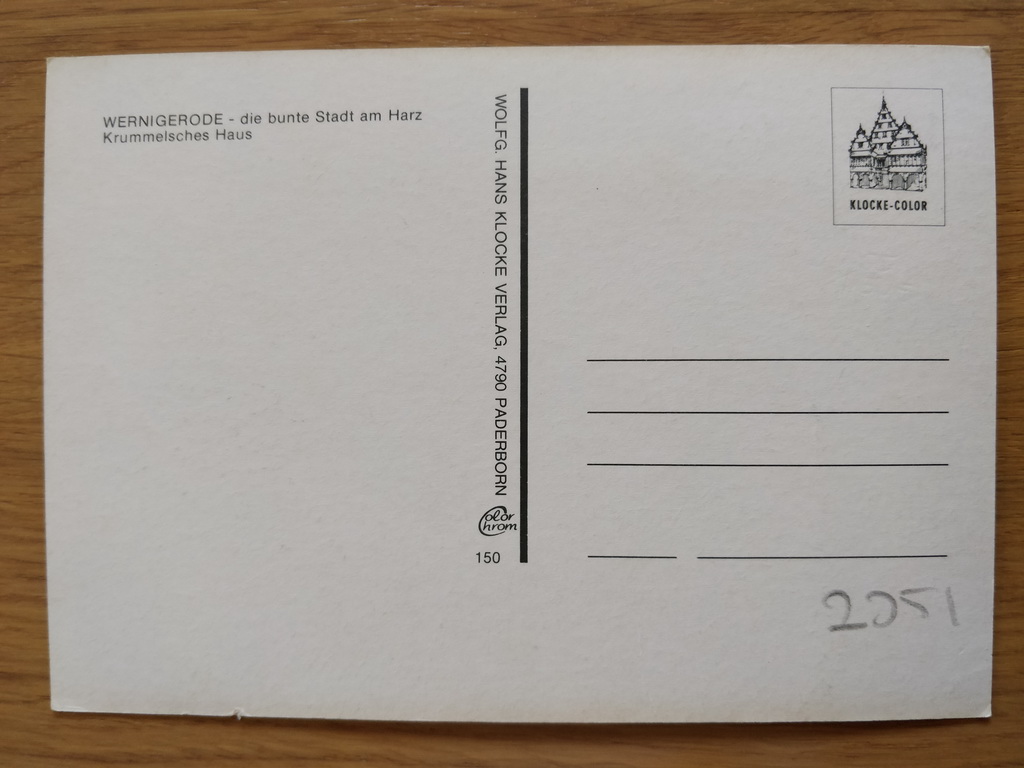 WERNIGERODE - die bunte Stadt am Harz
Krummelsches Haus
WOLFG. HANS KLOCKE VERLAG, 4790 PADERBORN
Color
Chrom
150
KLOCKE-COLOR
2051